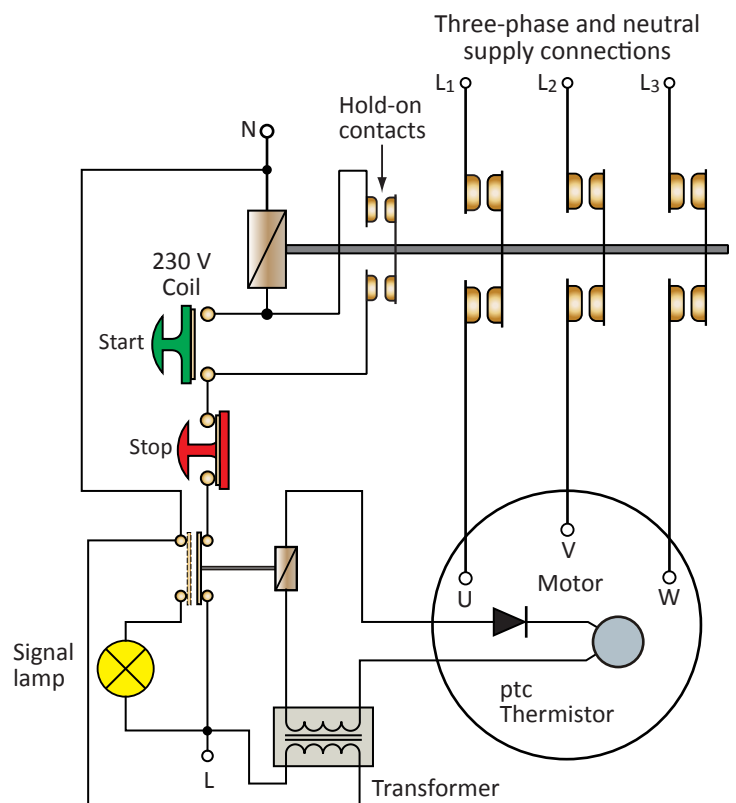 Three-phase and neutral
supply connections
L1
L2
L3
Hold-on
contacts
N
230 V
Coil
Start
Stop
V
U
Motor
W
Signal
lamp
ptc
Thermistor
L
Transformer